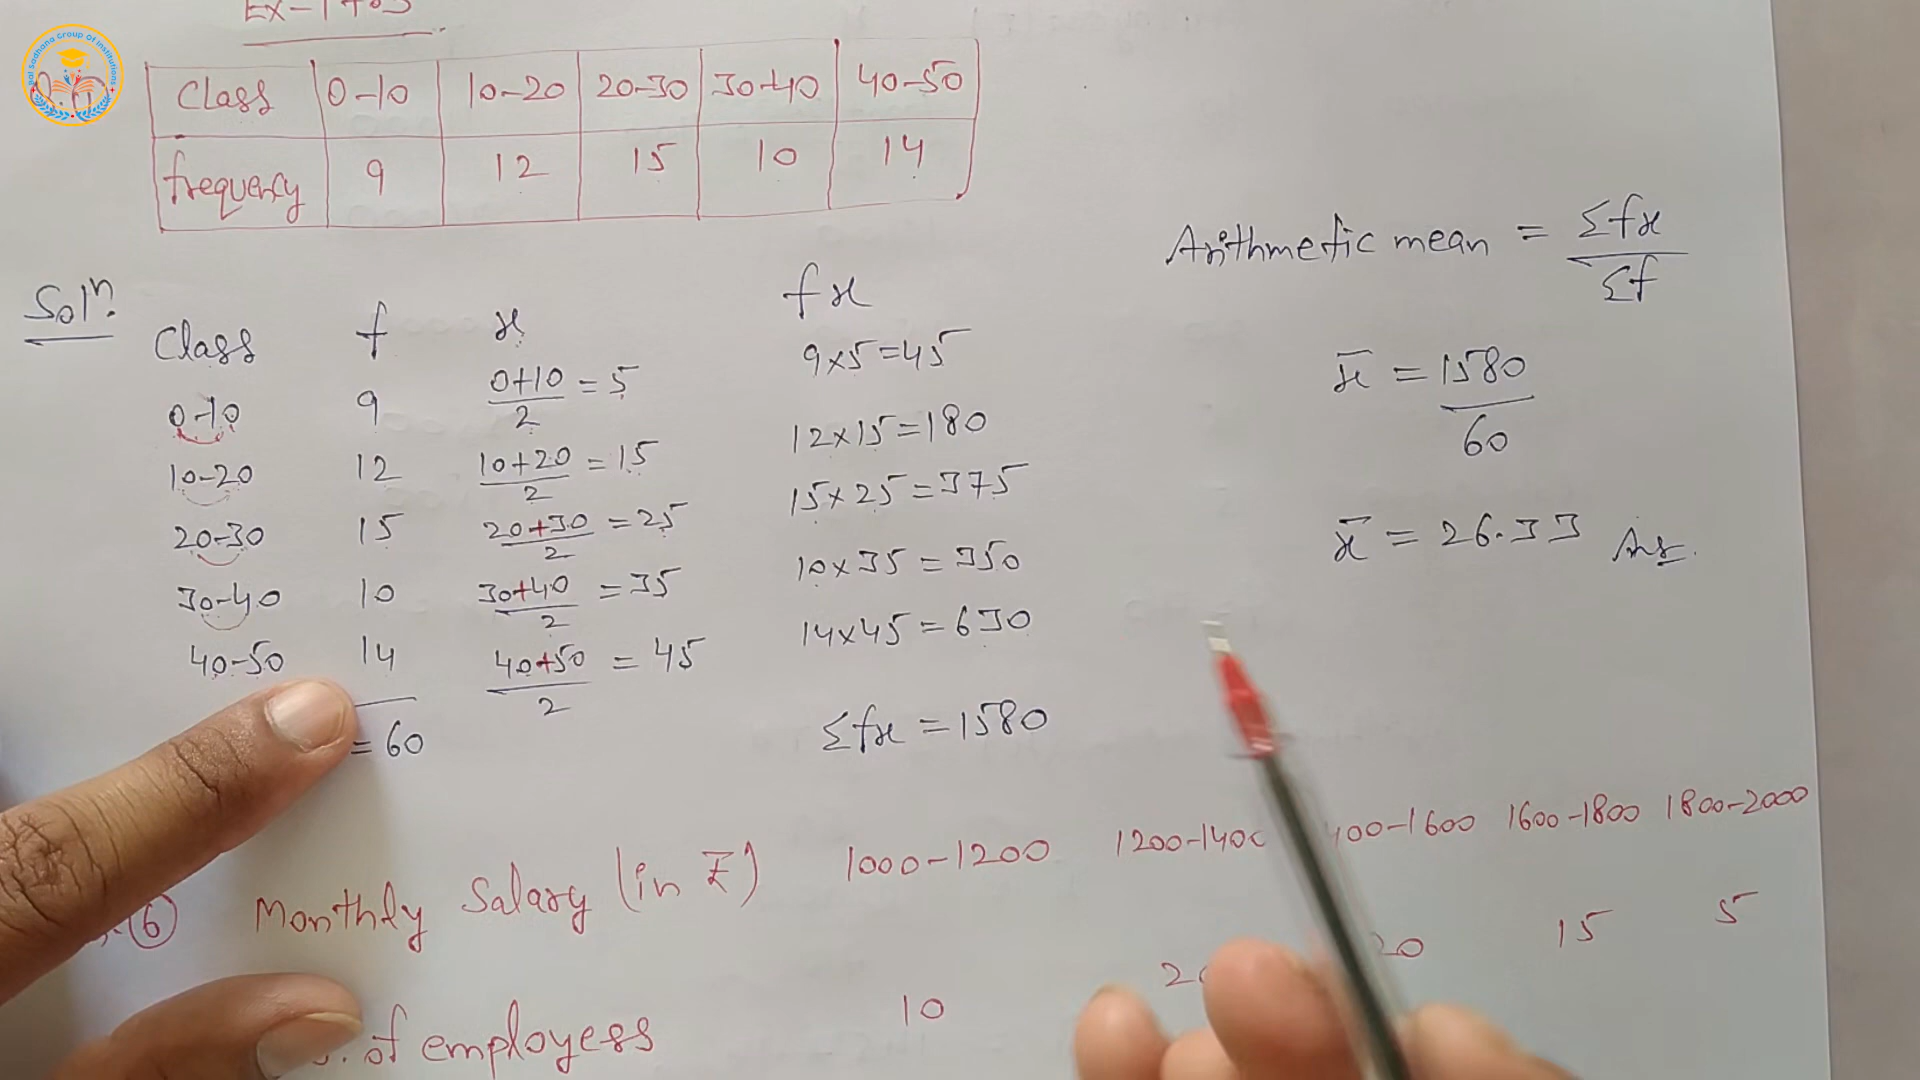 Class 0-10 10-20 20-30 30-40 40-50
frequency 9 12 15 10 14
Solⁿ:
Class f x fx
0-10 9 0+10/2 = 5 9×5=45
10-20 12 10+20/2 = 15 12×15=180
20-30 15 20+30/2 = 25 15×25=375
30-40 10 30+40/2 = 35 10×35=350
40-50 14 40+50/2 = 45 14×45=630
=60 Σfx = 1580
Arithmetic mean = Σfx/Σf
x̄ = 1580/60
x̄ = 26.33 Ans.
6 Monthly Salary (in ₹) 1000-1200 1200-1400 400-1600 1600-1800 1800-2000
of employess 10 20 15 5